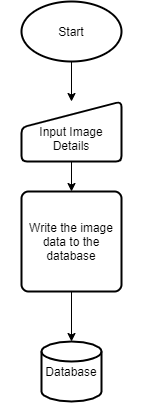 Start
Input Image
Details
Write the image
data to the
database
Database